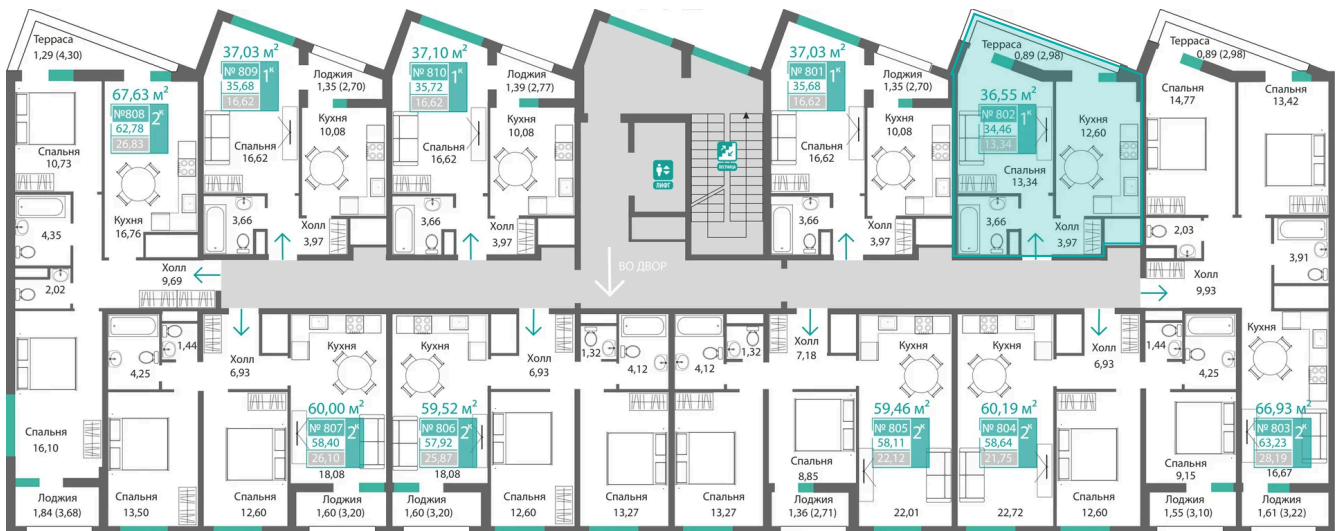 Терраса
1,29 (4,30)
67,63 м²
№808
2к
62,78
26,83
Спальня
10,73
Кухня
16,76
4,35
2,02
Холл
9,69
Спальня
16,10
Лоджия
1,84 (3,68)
37,03 м²
№ 809
1к
35,68
16,62
Лоджия
1,35 (2,70)
Кухня
10,08
Спальня
16,62
3,66
Холл
3,97
37,10 м²
№ 810
1к
35,72
16,62
Лоджия
1,39 (2,77)
Кухня
10,08
Спальня
16,62
3,66
Холл
3,97
ЛИФТ
ВО ДВОР
37,03 м²
№ 801
1к
35,68
16,62
Лоджия
1,35 (2,70)
Кухня
10,08
Спальня
16,62
3,66
Холл
3,97
Терраса
0,89 (2,98)
36,55 м²
№ 802
1к
34,46
13,34
Кухня
12,60
Спальня
13,34
3,66
Холл
3,97
Терраса
0,89 (2,98)
Спальня
14,77
Спальня
13,42
2,03
3,91
Холл
9,93
1,44
4,25
Холл
6,93
Кухня
60,00 м²
№ 807
2к
58,40
26,10
18,08
Спальня
13,50
Спальня
12,60
Лоджия
1,60 (3,20)
Кухня
Холл
6,93
1,32
4,12
59,52 м²
№ 806
2к
57,92
25,87
18,08
Лоджия
1,60 (3,20)
Спальня
12,60
Спальня
13,27
4,12
1,32
Холл
7,18
Кухня
59,46 м²
№ 805
2к
58,11
22,12
Спальня
13,27
Спальня
8,85
Лоджия
1,36 (2,71)
22,01
Кухня
Холл
6,93
1,44
4,25
60,19 м²
№ 804
2к
58,64
21,75
22,72
Спальня
12,60
Спальня
9,15
Лоджия
1,55 (3,10)
Кухня
66,93 м²
№ 803
2к
63,23
28,19
16,67
Лоджия
1,61 (3,22)